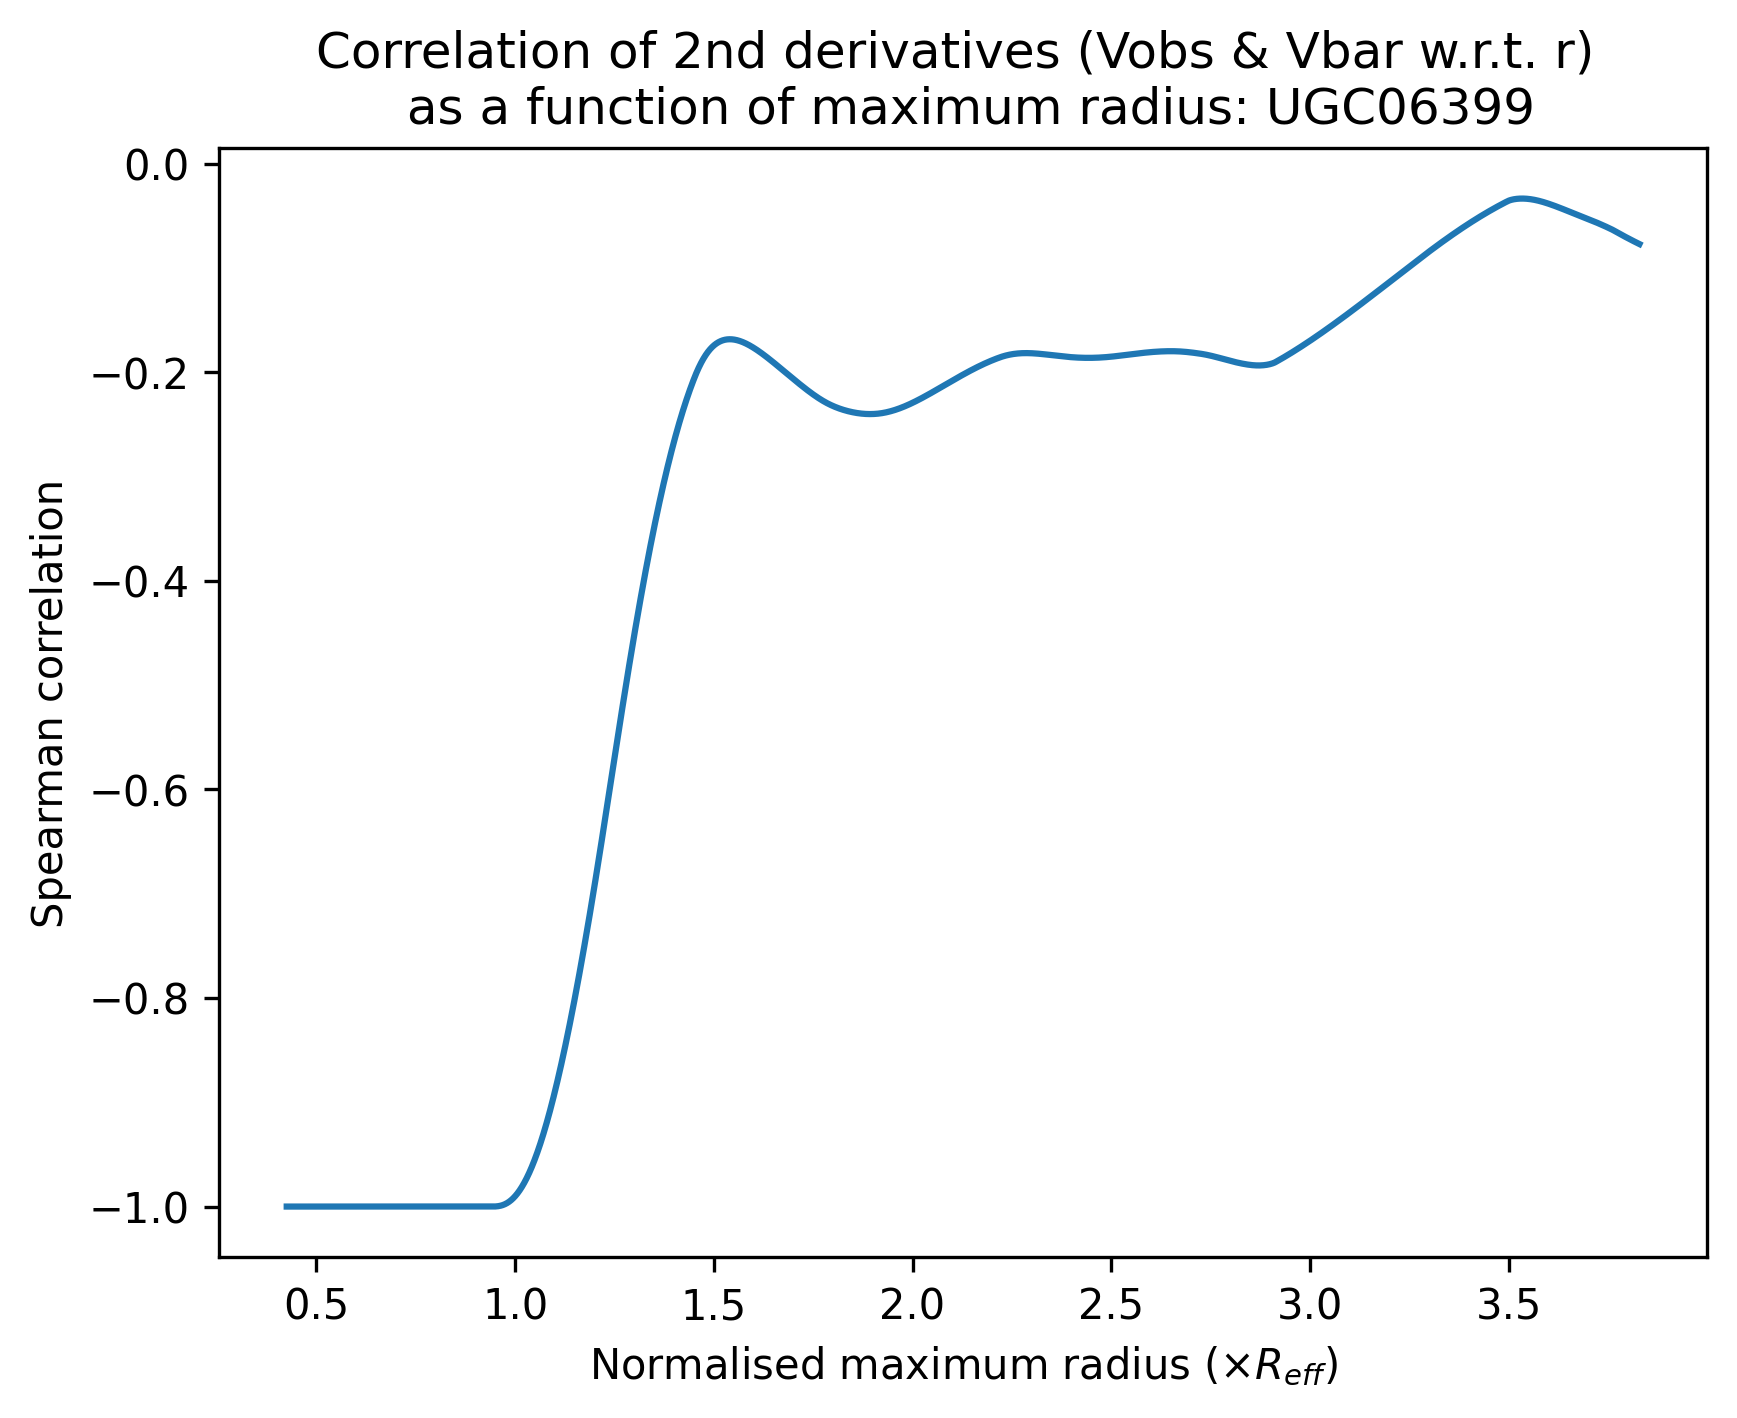 Correlation of 2nd derivatives (Vobs & Vbar w.r.t. r)
as a function of maximum radius: UGC06399
0.0
−0.2
−0.4
−0.6
−0.8
−1.0
Spearman correlation
0.5 1.0 1.5 2.0 2.5 3.0 3.5
Normalised maximum radius (×R_eff)